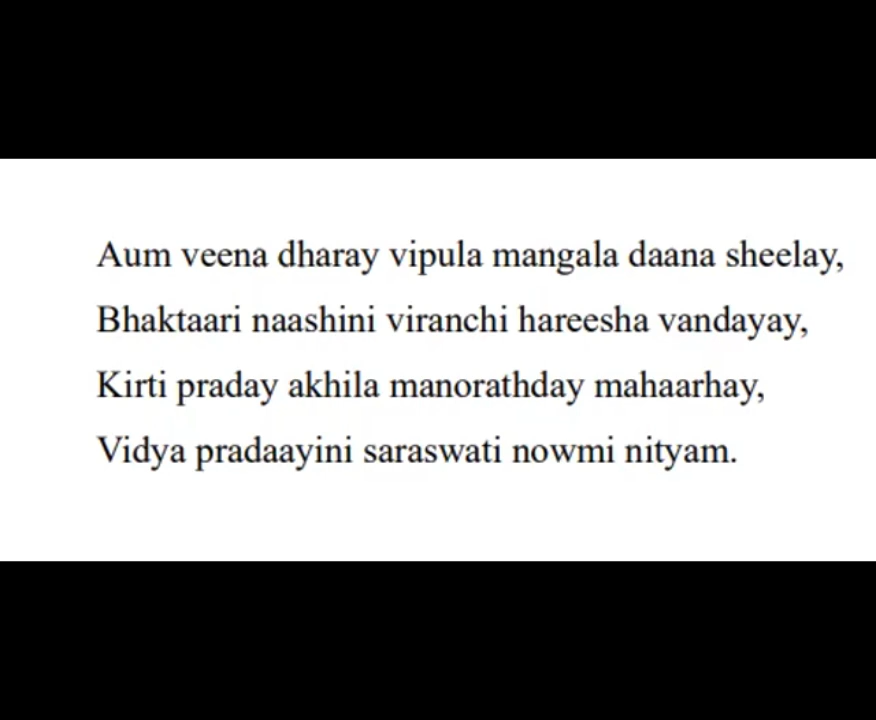 Aum veena dharay vipula mangala daana sheelay,
Bhaktaari naashini viranchi hareesha vandayay,
Kirti praday akhila manorathday mahaarhay,
Vidya pradaayini saraswati nowmi nityam.